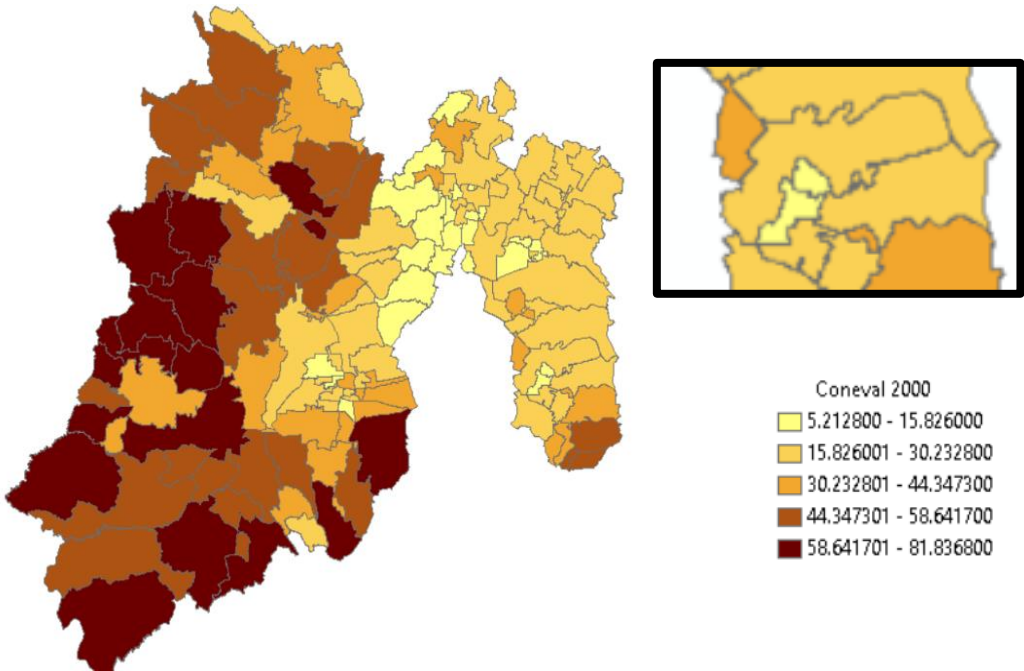 Coneval 2000
5.212800 - 15.826000
15.826001 - 30.232800
30.232801 - 44.347300
44.347301 - 58.641700
58.641701 - 81.836800